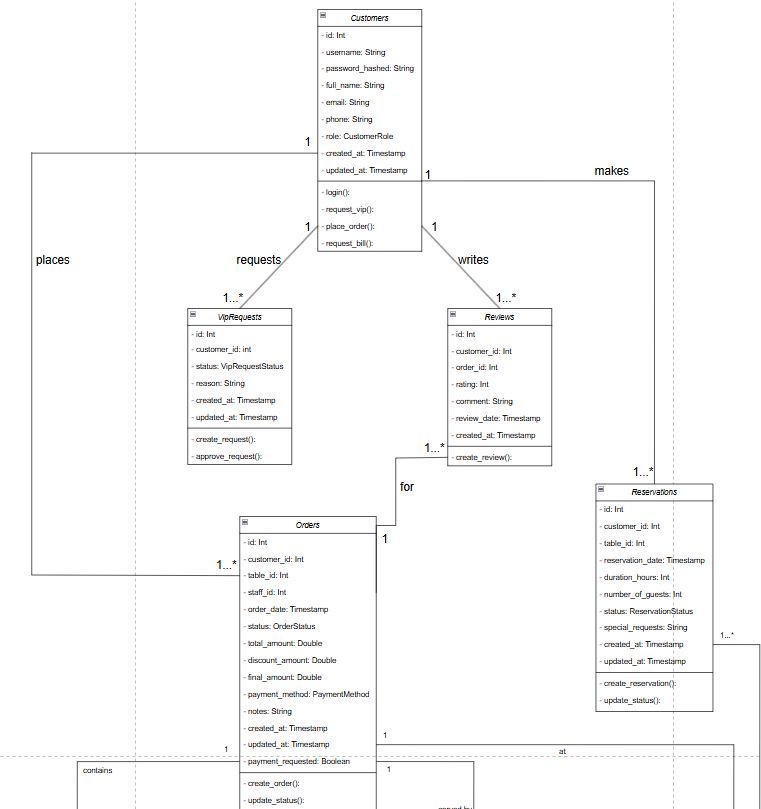 Customers
- id: Int
- username: String
- password_hashed: String
- full_name: String
- email: String
- phone: String
- role: CustomerRole
- created_at: Timestamp
- updated_at: Timestamp
- login():
- request_vip():
- place_order():
- request_bill():
1
1
makes
1
1
places
requests
writes
1...*
1...*
VipRequests
- id: Int
- customer_id: int
- status: VipRequestStatus
- reason: String
- created_at: Timestamp
- updated_at: Timestamp
- create_request():
- approve_request():
Reviews
- id: Int
- customer_id: Int
- order_id: Int
- rating: Int
- comment: String
- review_date: Timestamp
- created_at: Timestamp
- create_review():
1...*
for
1
1...*
Reservations
- id: Int
- customer_id: Int
- table_id: Int
- reservation_date: Timestamp
- duration_hours: Int
- number_of_guests: Int
- status: ReservationStatus
- special_requests: String
- created_at: Timestamp
- updated_at: Timestamp
- create_reservation():
- update_status():
1...*
1...*
Orders
- id: Int
- customer_id: Int
- table_id: Int
- staff_id: Int
- order_date: Timestamp
- status: OrderStatus
- total_amount: Double
- discount_amount: Double
- final_amount: Double
- payment_method: PaymentMethod
- notes: String
- created_at: Timestamp
- updated_at: Timestamp
- payment_requested: Boolean
- create_order():
- update_status():
1
1
at
contains
1
served by